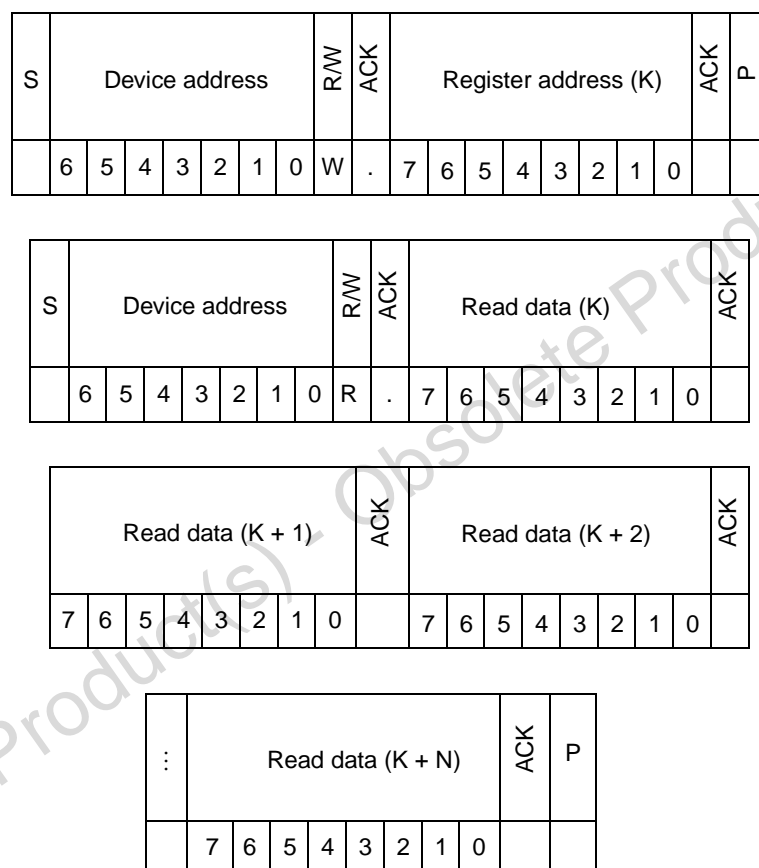 S Device address R/W ACK Register address (K) ACK P
6 5 4 3 2 1 0 W . 7 6 5 4 3 2 1 0
S Device address R/W ACK Read data (K) ACK
6 5 4 3 2 1 0 R . 7 6 5 4 3 2 1 0
Read data (K + 1) ACK Read data (K + 2) ACK
7 6 5 4 3 2 1 0 7 6 5 4 3 2 1 0
... Read data (K + N) ACK P
7 6 5 4 3 2 1 0
Product(s) - Obsolete Produ